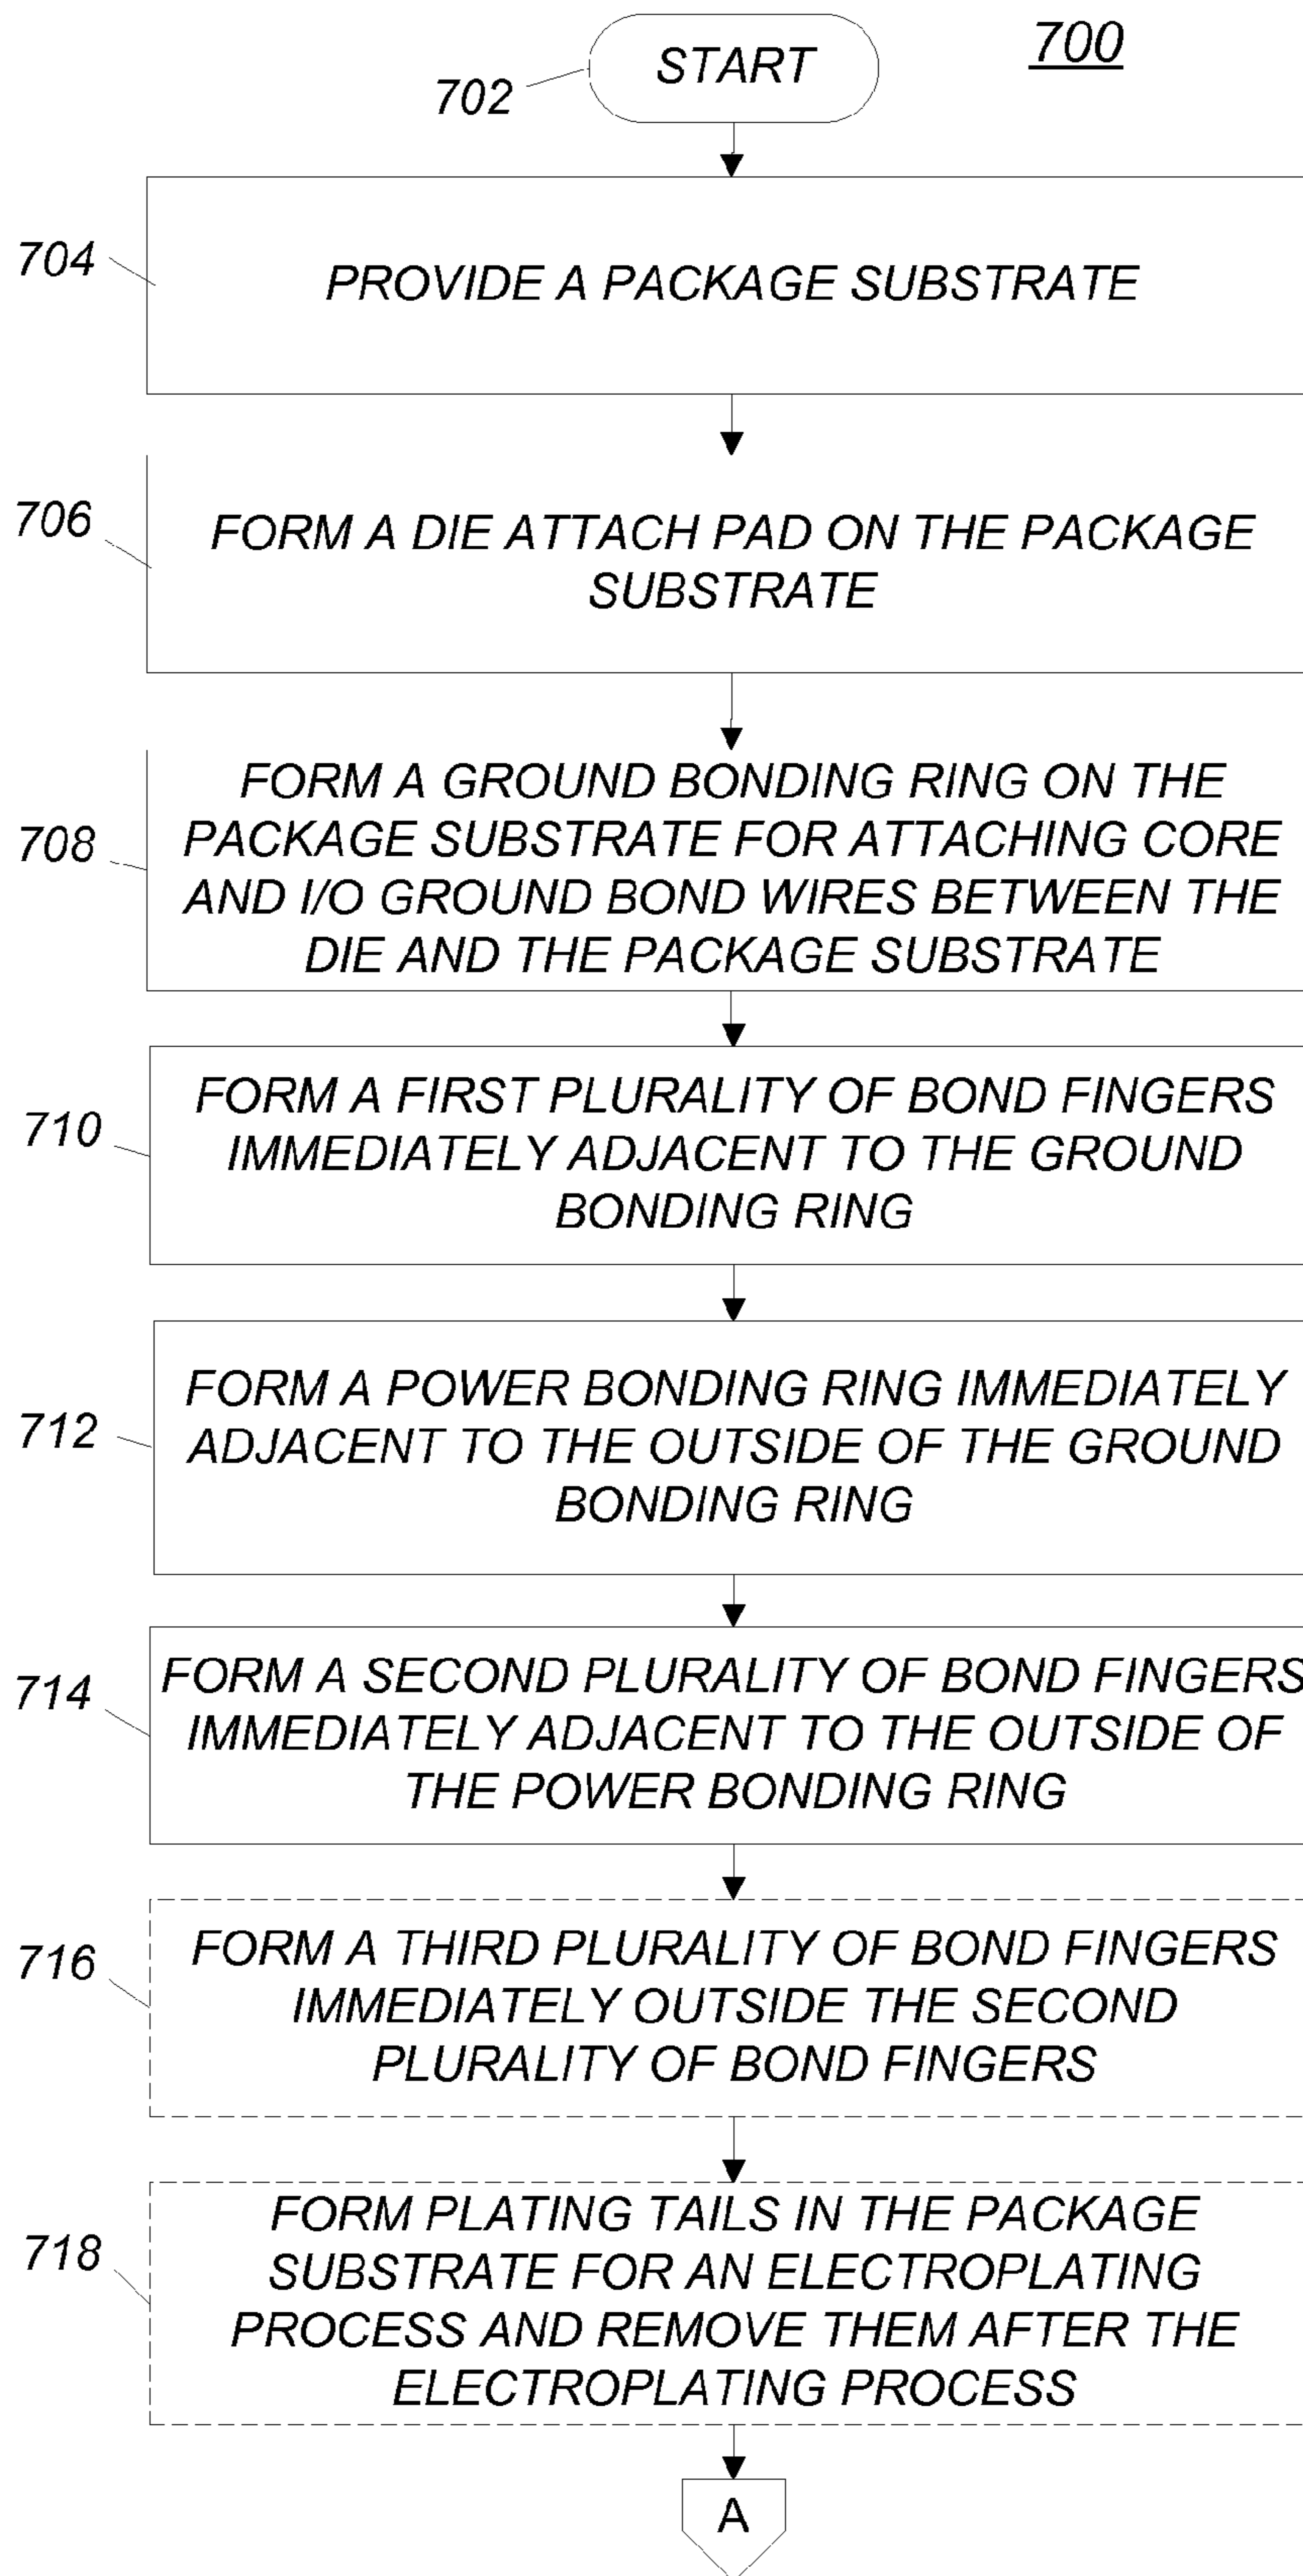 700
START
702
704
PROVIDE A PACKAGE SUBSTRATE
706
FORM A DIE ATTACH PAD ON THE PACKAGE
SUBSTRATE
708
FORM A GROUND BONDING RING ON THE
PACKAGE SUBSTRATE FOR ATTACHING CORE
AND I/O GROUND BOND WIRES BETWEEN THE
DIE AND THE PACKAGE SUBSTRATE
710
FORM A FIRST PLURALITY OF BOND FINGERS
IMMEDIATELY ADJACENT TO THE GROUND
BONDING RING
712
FORM A POWER BONDING RING IMMEDIATELY
ADJACENT TO THE OUTSIDE OF THE GROUND
BONDING RING
714
FORM A SECOND PLURALITY OF BOND FINGERS
IMMEDIATELY ADJACENT TO THE OUTSIDE OF
THE POWER BONDING RING
716
FORM A THIRD PLURALITY OF BOND FINGERS
IMMEDIATELY OUTSIDE THE SECOND
PLURALITY OF BOND FINGERS
718
FORM PLATING TAILS IN THE PACKAGE
SUBSTRATE FOR AN ELECTROPLATING
PROCESS AND REMOVE THEM AFTER THE
ELECTROPLATING PROCESS
A